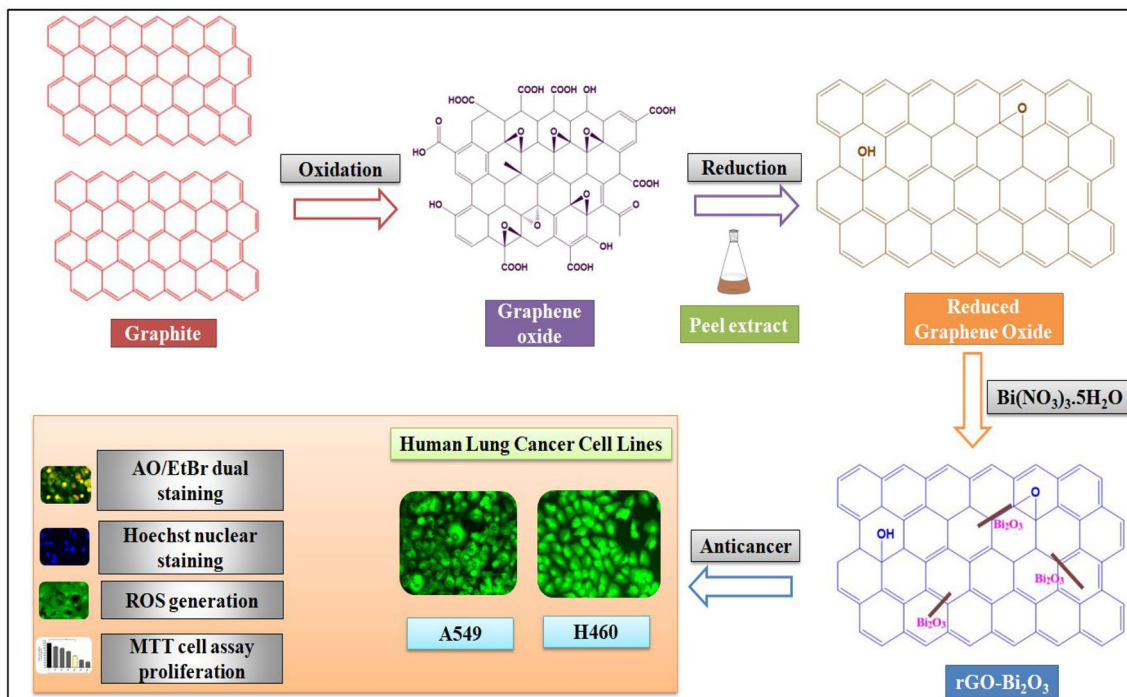 Graphite
Oxidation
HOOC
COOH
COOH
OH
COOH
O
HO
O
O
O
COOH
O
HO
O
O
O
OH
COOH
COOH
Graphene
oxide
Reduction
Peel extract
O
OH
Reduced
Graphene Oxide
Bi(NO₃)₃.5H₂O
O
OH
Bi₂O₃
Bi₂O₃
Bi₂O₃
rGO-Bi₂O₃
Anticancer
Human Lung Cancer Cell Lines
A549
H460
AO/EtBr dual
staining
Hoechst nuclear
staining
ROS generation
MTT cell assay
proliferation